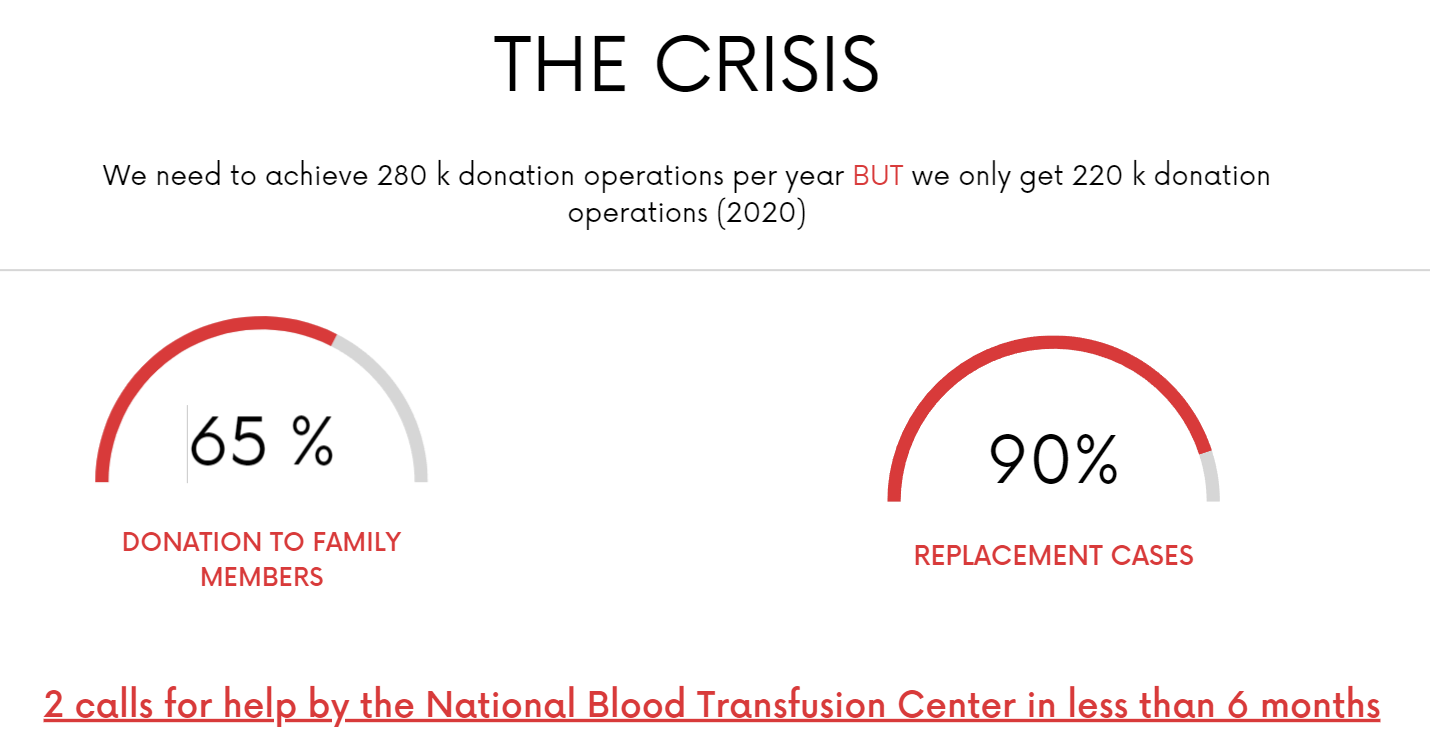 THE CRISIS
We need to achieve 280 k donation operations per year BUT we only get 220 k donation
operations (2020)
65 %
90%
DONATION TO FAMILY
MEMBERS
REPLACEMENT CASES
2 calls for help by the National Blood Transfusion Center in less than 6 months